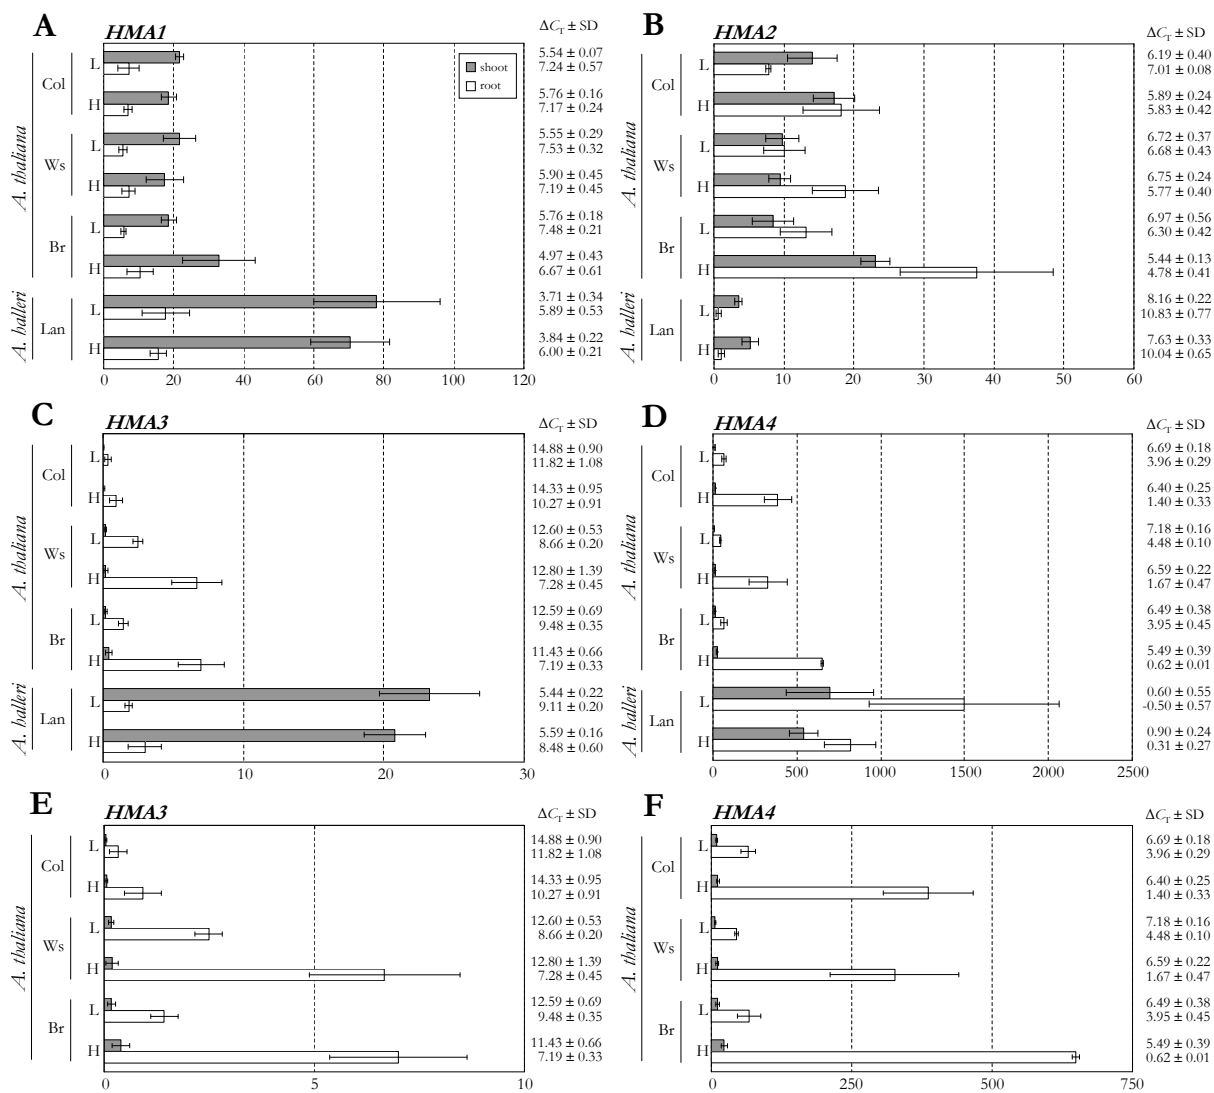 A
HMA1
ΔCT ± SD
shoot
root
A. thaliana
Col
L
5.54 ± 0.07
7.24 ± 0.57
H
5.76 ± 0.16
7.17 ± 0.24
Ws
L
5.55 ± 0.29
7.53 ± 0.32
H
5.90 ± 0.45
7.19 ± 0.45
Br
L
5.76 ± 0.18
7.48 ± 0.21
H
4.97 ± 0.43
6.67 ± 0.61
A. halleri
Lan
L
3.71 ± 0.34
5.89 ± 0.53
H
3.84 ± 0.22
6.00 ± 0.21
0 20 40 60 80 100 120
B
HMA2
ΔCT ± SD
A. thaliana
Col
L
6.19 ± 0.40
7.01 ± 0.08
H
5.89 ± 0.24
5.83 ± 0.42
Ws
L
6.72 ± 0.37
6.68 ± 0.43
H
6.75 ± 0.24
5.77 ± 0.40
Br
L
6.97 ± 0.56
6.30 ± 0.42
H
5.44 ± 0.13
4.78 ± 0.41
A. halleri
Lan
L
8.16 ± 0.22
10.83 ± 0.77
H
7.63 ± 0.33
10.04 ± 0.65
0 10 20 30 40 50 60
C
HMA3
ΔCT ± SD
A. thaliana
Col
L
14.88 ± 0.90
11.82 ± 1.08
H
14.33 ± 0.95
10.27 ± 0.91
Ws
L
12.60 ± 0.53
8.66 ± 0.20
H
12.80 ± 1.39
7.28 ± 0.45
Br
L
12.59 ± 0.69
9.48 ± 0.35
H
11.43 ± 0.66
7.19 ± 0.33
A. halleri
Lan
L
5.44 ± 0.22
9.11 ± 0.20
H
5.59 ± 0.16
8.48 ± 0.60
0 10 20 30
D
HMA4
ΔCT ± SD
A. thaliana
Col
L
6.69 ± 0.18
3.96 ± 0.29
H
6.40 ± 0.25
1.40 ± 0.33
Ws
L
7.18 ± 0.16
4.48 ± 0.10
H
6.59 ± 0.22
1.67 ± 0.47
Br
L
6.49 ± 0.38
3.95 ± 0.45
H
5.49 ± 0.39
0.62 ± 0.01
A. halleri
Lan
L
0.60 ± 0.55
-0.50 ± 0.57
H
0.90 ± 0.24
0.31 ± 0.27
0 500 1000 1500 2000 2500
E
HMA3
ΔCT ± SD
A. thaliana
Col
L
14.88 ± 0.90
11.82 ± 1.08
H
14.33 ± 0.95
10.27 ± 0.91
Ws
L
12.60 ± 0.53
8.66 ± 0.20
H
12.80 ± 1.39
7.28 ± 0.45
Br
L
12.59 ± 0.69
9.48 ± 0.35
H
11.43 ± 0.66
7.19 ± 0.33
0 5 10
F
HMA4
ΔCT ± SD
A. thaliana
Col
L
6.69 ± 0.18
3.96 ± 0.29
H
6.40 ± 0.25
1.40 ± 0.33
Ws
L
7.18 ± 0.16
4.48 ± 0.10
H
6.59 ± 0.22
1.67 ± 0.47
Br
L
6.49 ± 0.38
3.95 ± 0.45
H
5.49 ± 0.39
0.62 ± 0.01
0 250 500 750